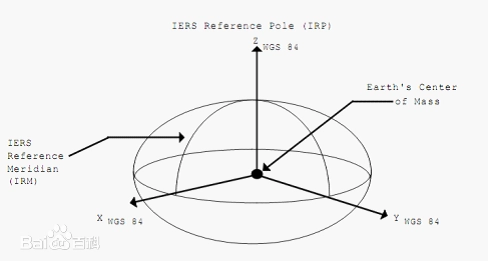 IERS Reference Pole (IRP)
Z WGS 84
Earth's Center
of Mass
IERS
Reference
Meridian
(IRM)
X WGS 84
Y WGS 84
Baidu百科